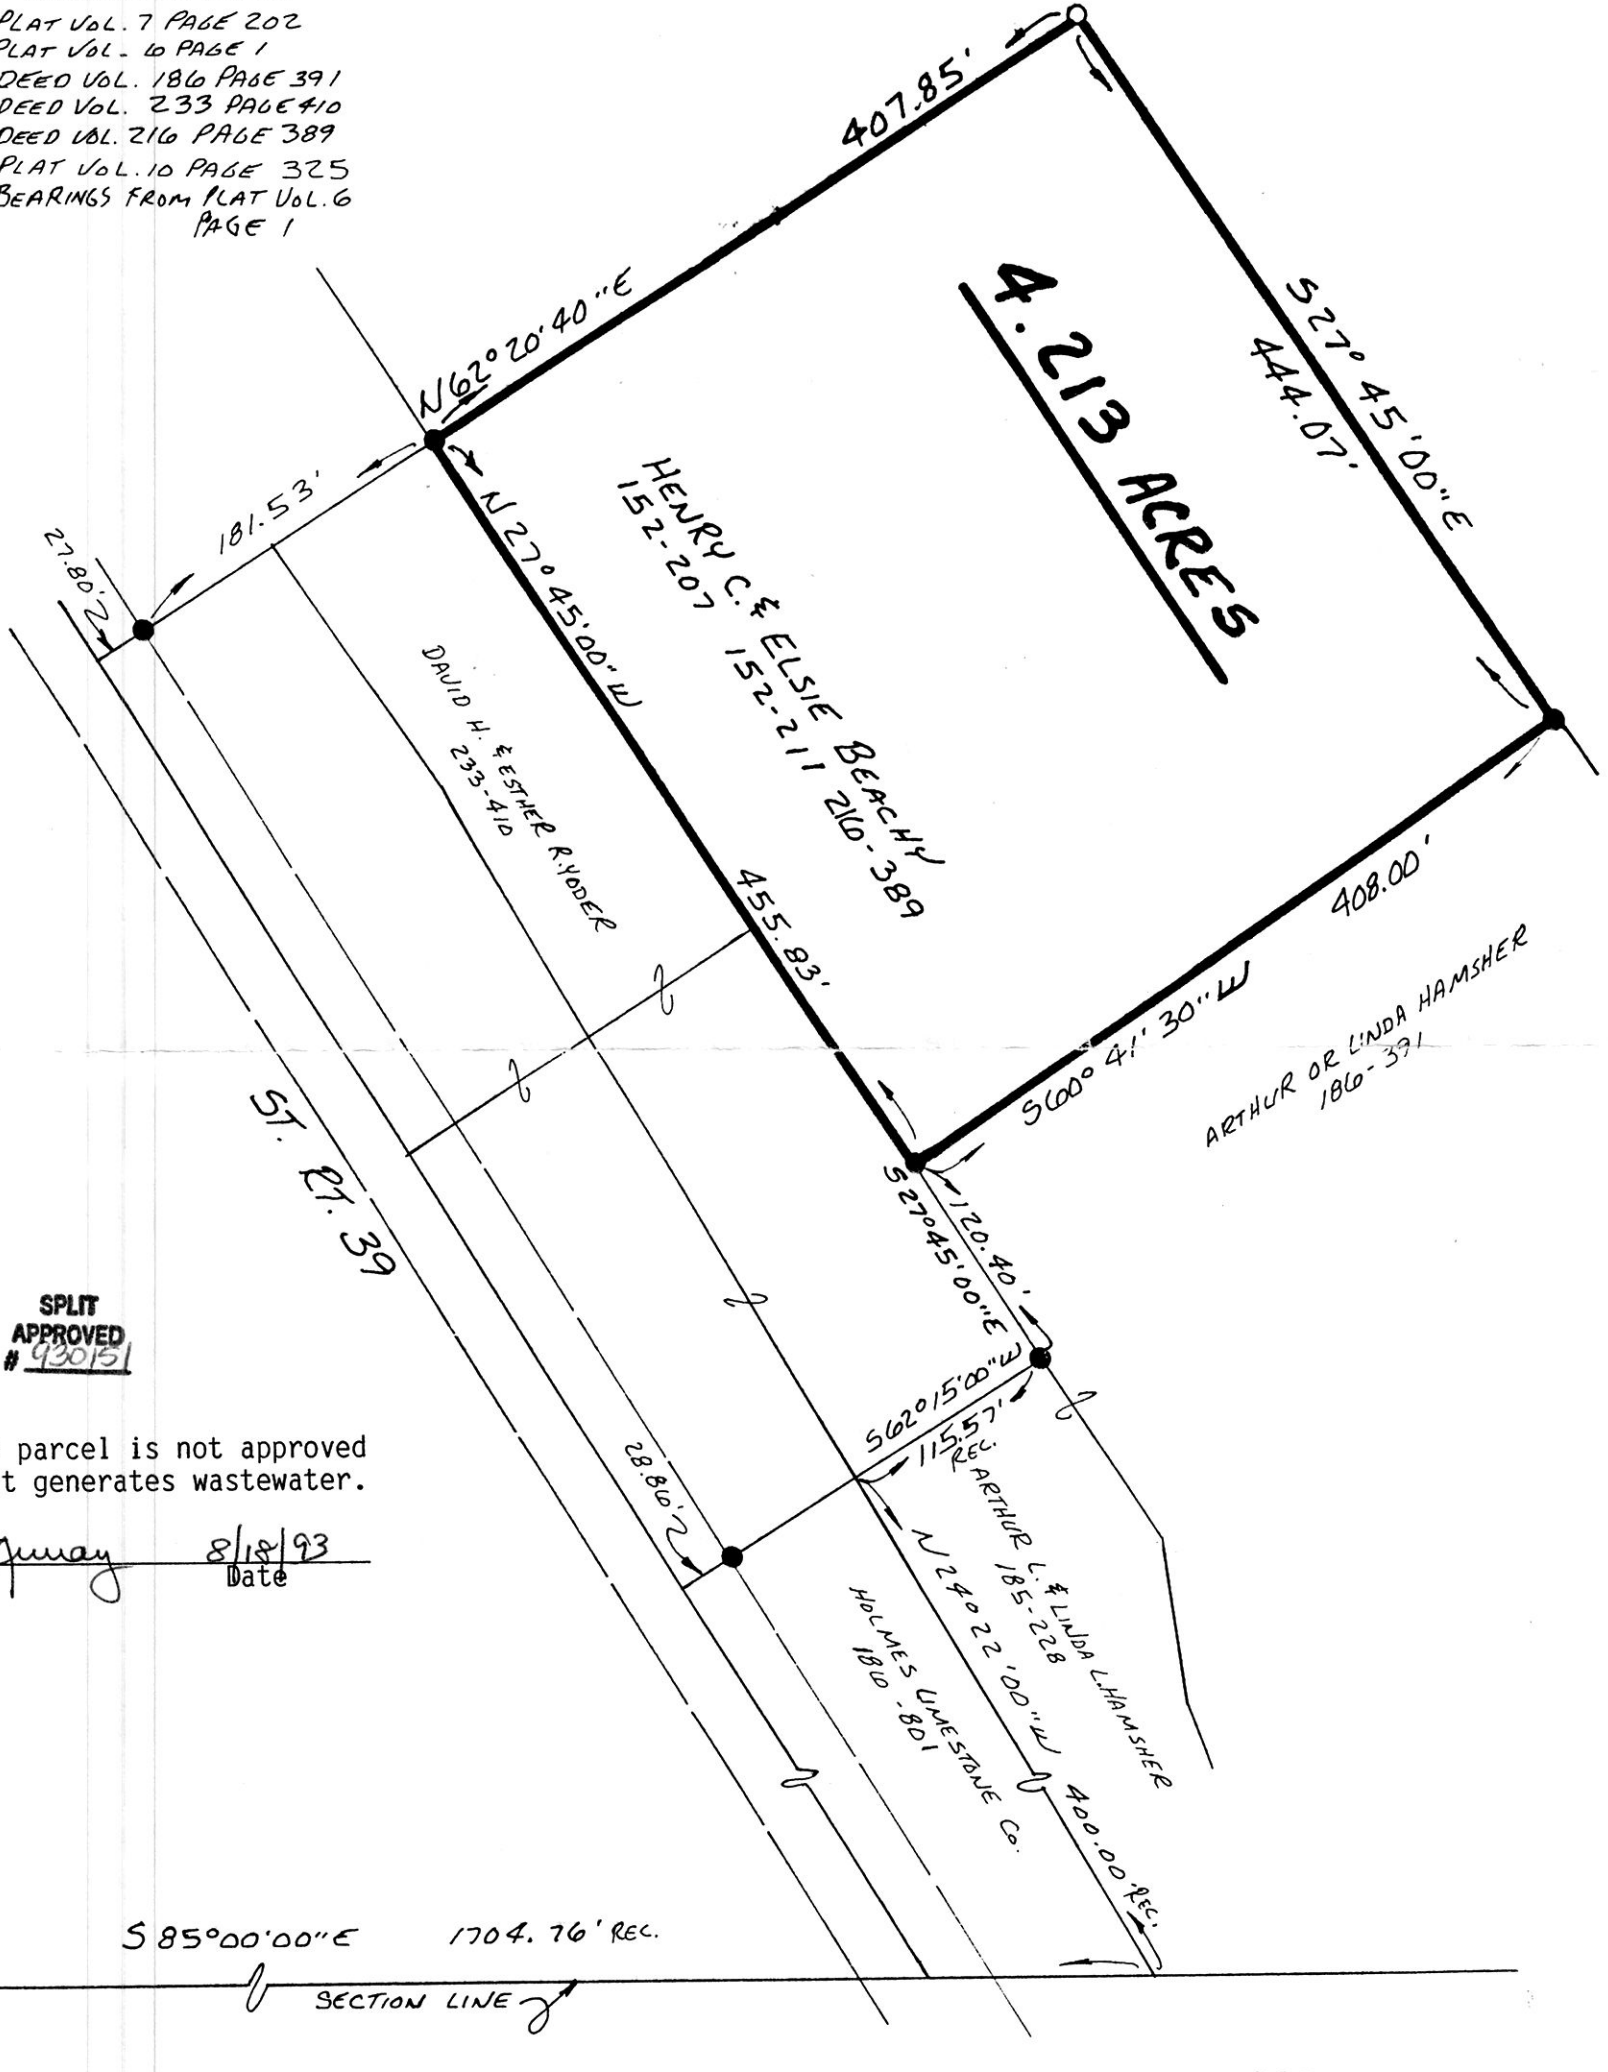 PLAT VOL. 7 PAGE 202
PLAT VOL. 6 PAGE 1
DEED VOL. 186 PAGE 391
DEED VOL. 233 PAGE 410
DEED VOL. 216 PAGE 389
PLAT VOL. 10 PAGE 325
BEARINGS FROM PLAT VOL. 6
PAGE 1
407.85'
N62°20'40"E
S27°45'00"E
444.07'
4.213 ACRES
181.53'
27.80'
N27°45'00"W
455.83'
HENRY C. & ELSIE BEACHY
152-207 152-211 216-389
DAVID H. & ESTHER R. YODER
233-410
408.00'
S60°41'30"W
ARTHUR OR LINDA HAMSHER
186-391
ST. RT. 39
S27°45'00"E
120.40'
S62°15'00"W
115.57'
REC.
28.86'
SPLIT
APPROVED
# 930151
parcel is not approved
t generates wastewater.
8/18/93
Date
ARTHUR L. & LINDA L. HAMSHER
185-228
N24°22'00"W
400.00' REC.
HOLMES LIMESTONE Co.
186-801
S85°00'00"E 1704.76' REC.
SECTION LINE